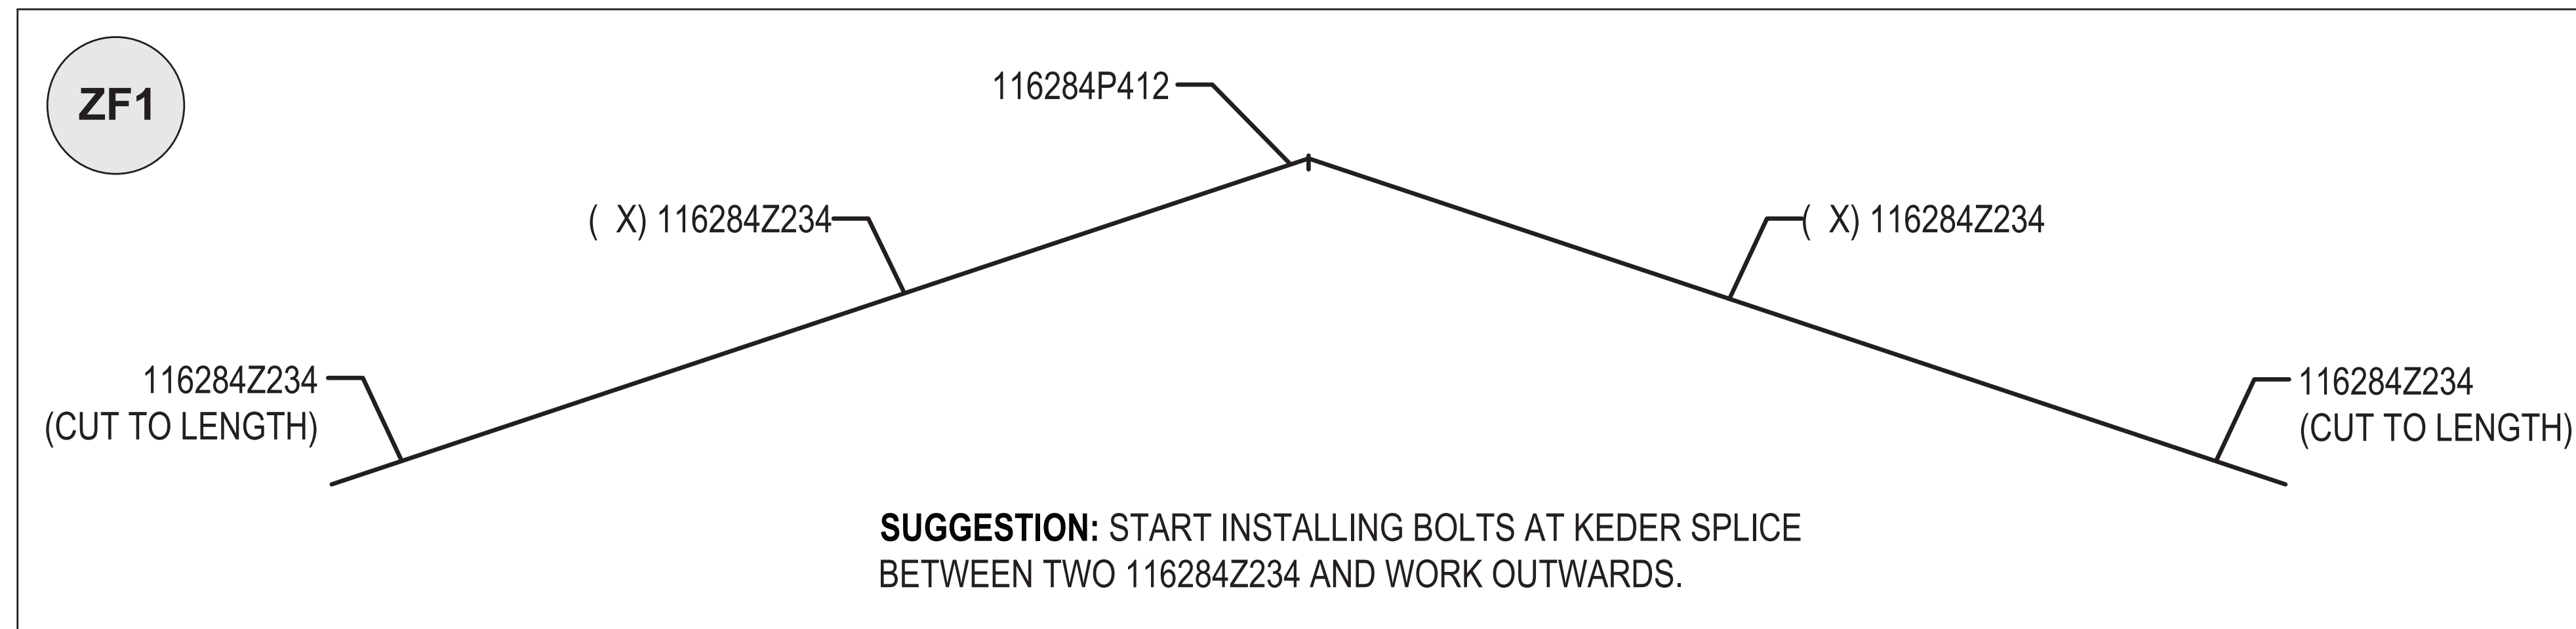 ZF1
116284P412
( X) 116284Z234
( X) 116284Z234
116284Z234
(CUT TO LENGTH)
116284Z234
(CUT TO LENGTH)
SUGGESTION: START INSTALLING BOLTS AT KEDER SPLICE
BETWEEN TWO 116284Z234 AND WORK OUTWARDS.